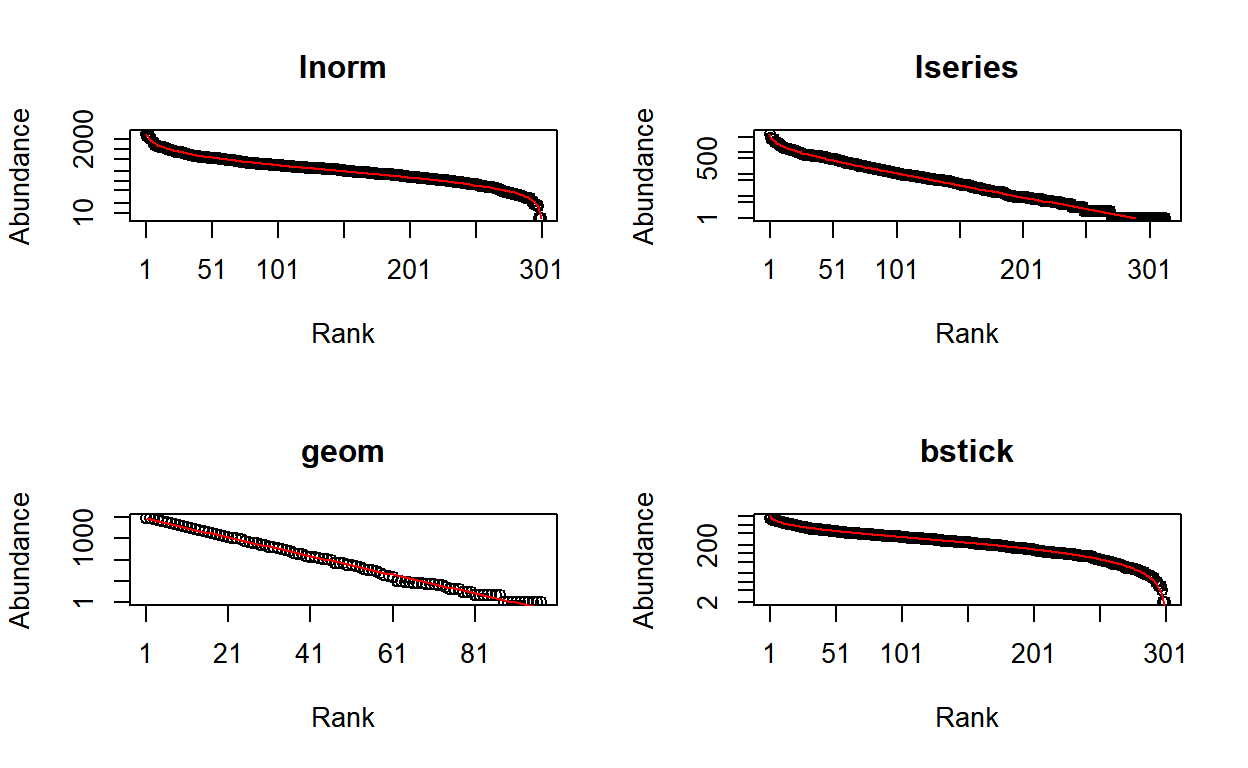 lnorm
Abundance
2000
10
1 51 101 201 301
Rank
lseries
Abundance
500
1
1 51 101 201 301
Rank
geom
Abundance
1000
1
1 21 41 61 81
Rank
bstick
Abundance
200
2
1 51 101 201 301
Rank